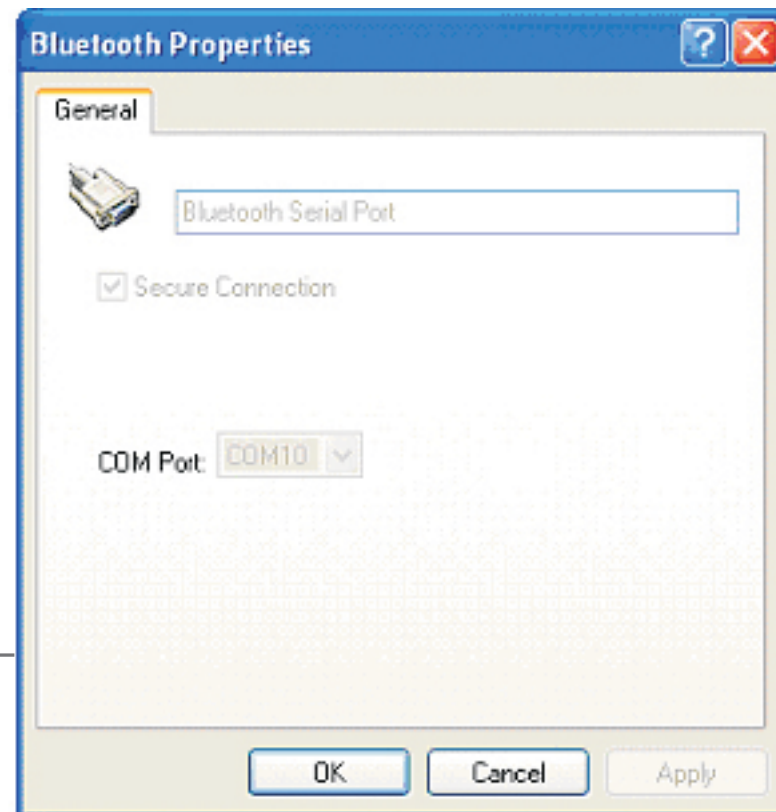 Bluetooth Properties
General
Bluetooth Serial Port
Secure Connection
COM Port: COM10
OK Cancel Apply